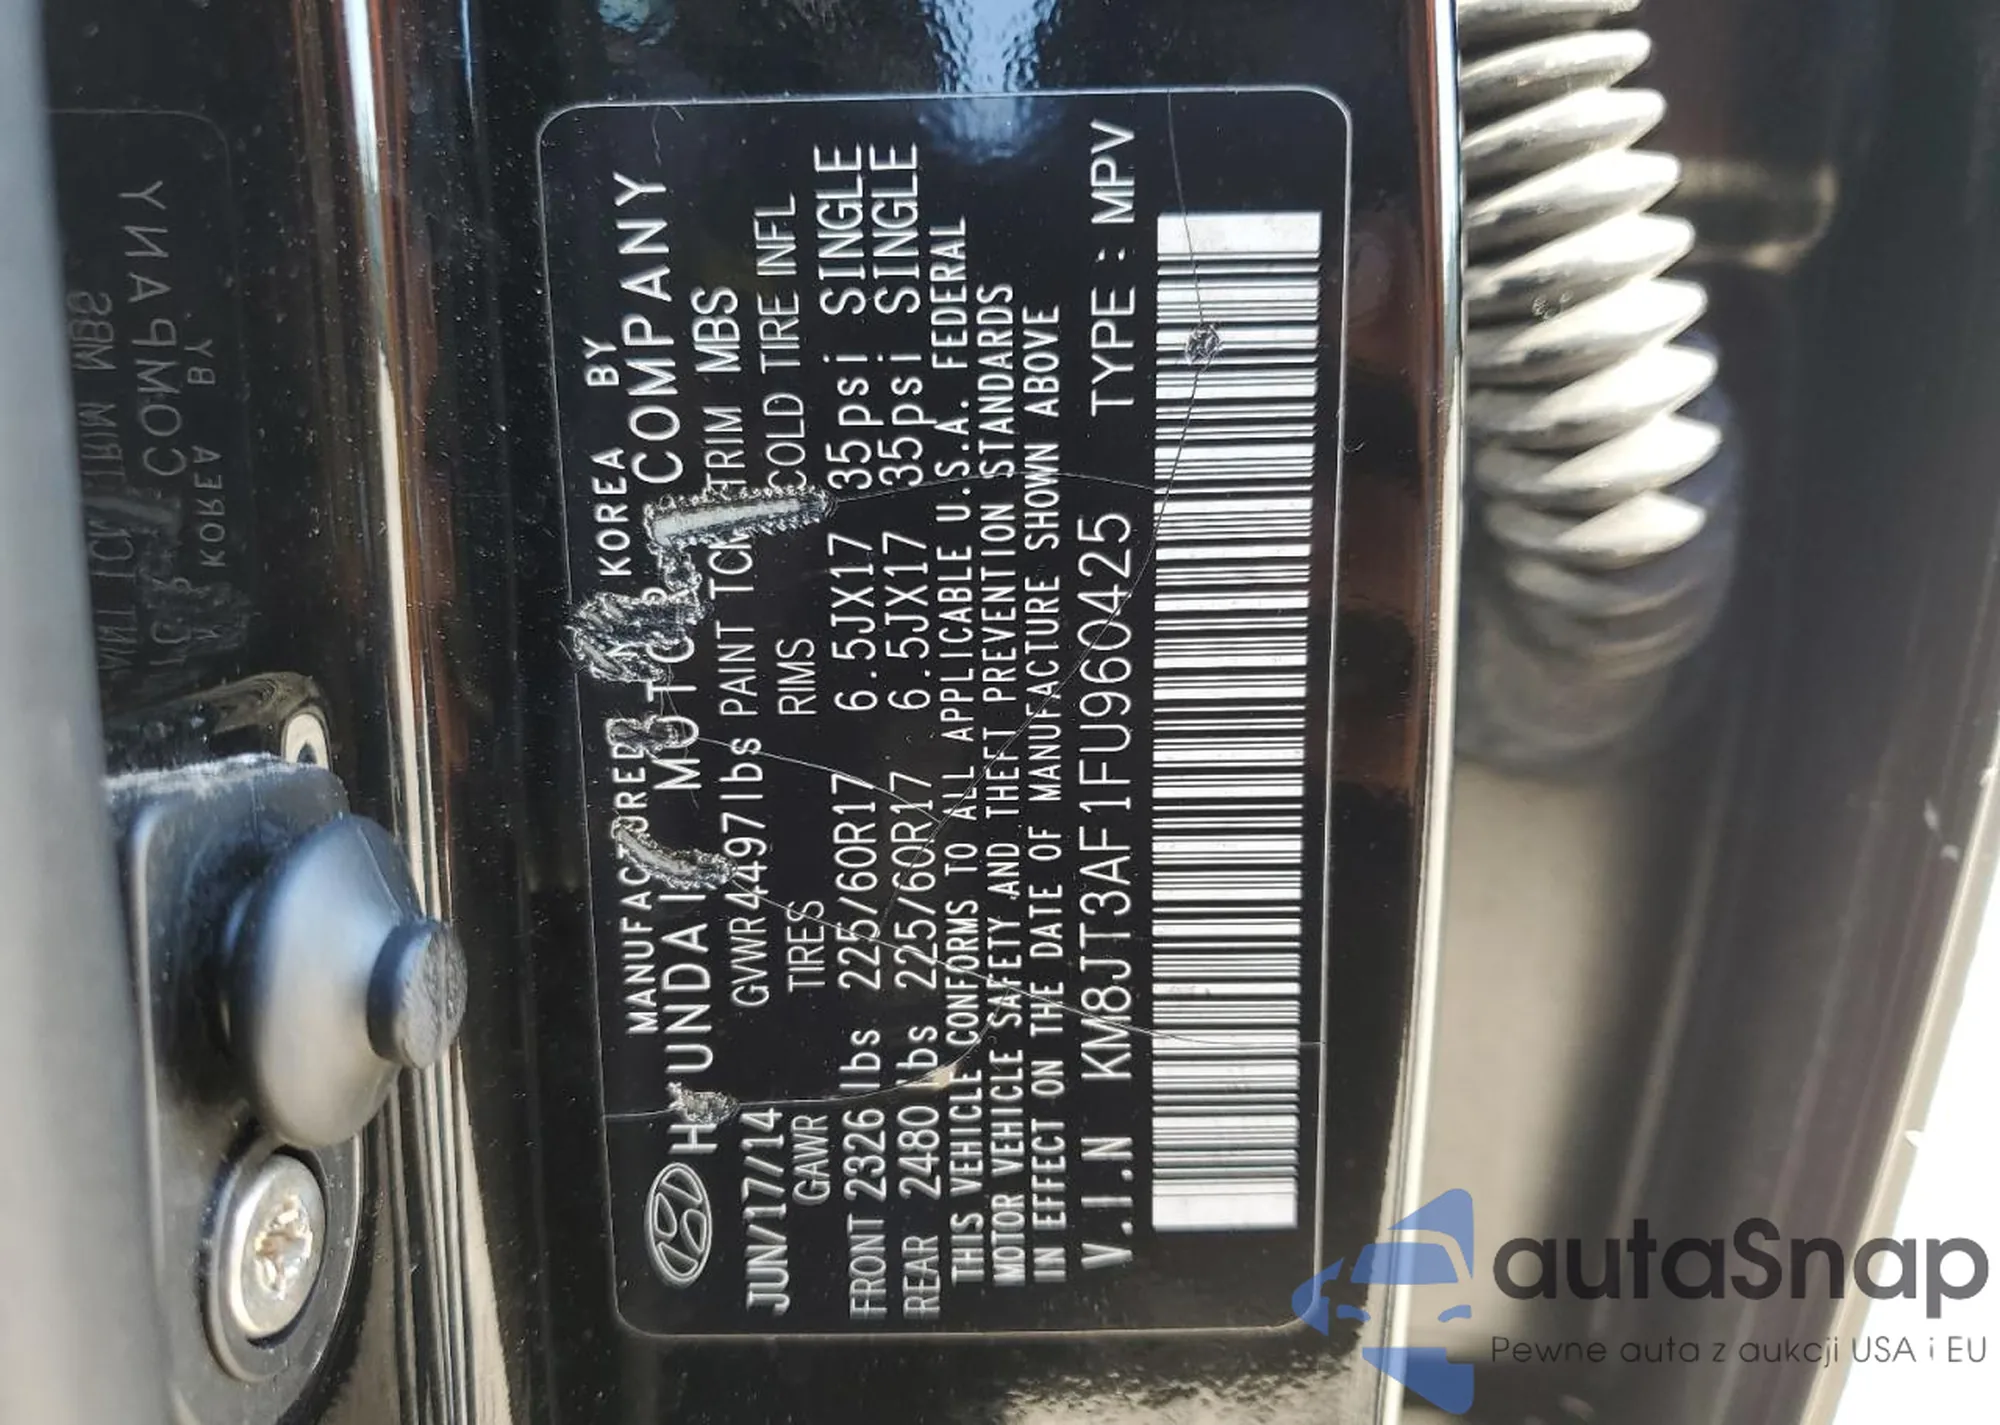 MANUFACTURED KOREA BY
HYUNDAI MOTOR COMPANY
JUN/17/14 GVWR 4497lbs PAINT TRIM MBS
GAWR TIRES RIMS COLD TIRE INFL
FRONT 2326 lbs 225/60R17 6.5JX17 35psi SINGLE
REAR 2480 lbs 225/60R17 6.5JX17 35psi SINGLE
THIS VEHICLE CONFORMS TO ALL APPLICABLE U.S.A. FEDERAL
MOTOR VEHICLE SAFETY AND THEFT PREVENTION STANDARDS
IN EFFECT ON THE DATE OF MANUFACTURE SHOWN ABOVE
V.I.N KM8JT3AF1FU960425 TYPE : MPV
autaSnap
Pewne auta z aukcji USA i EU